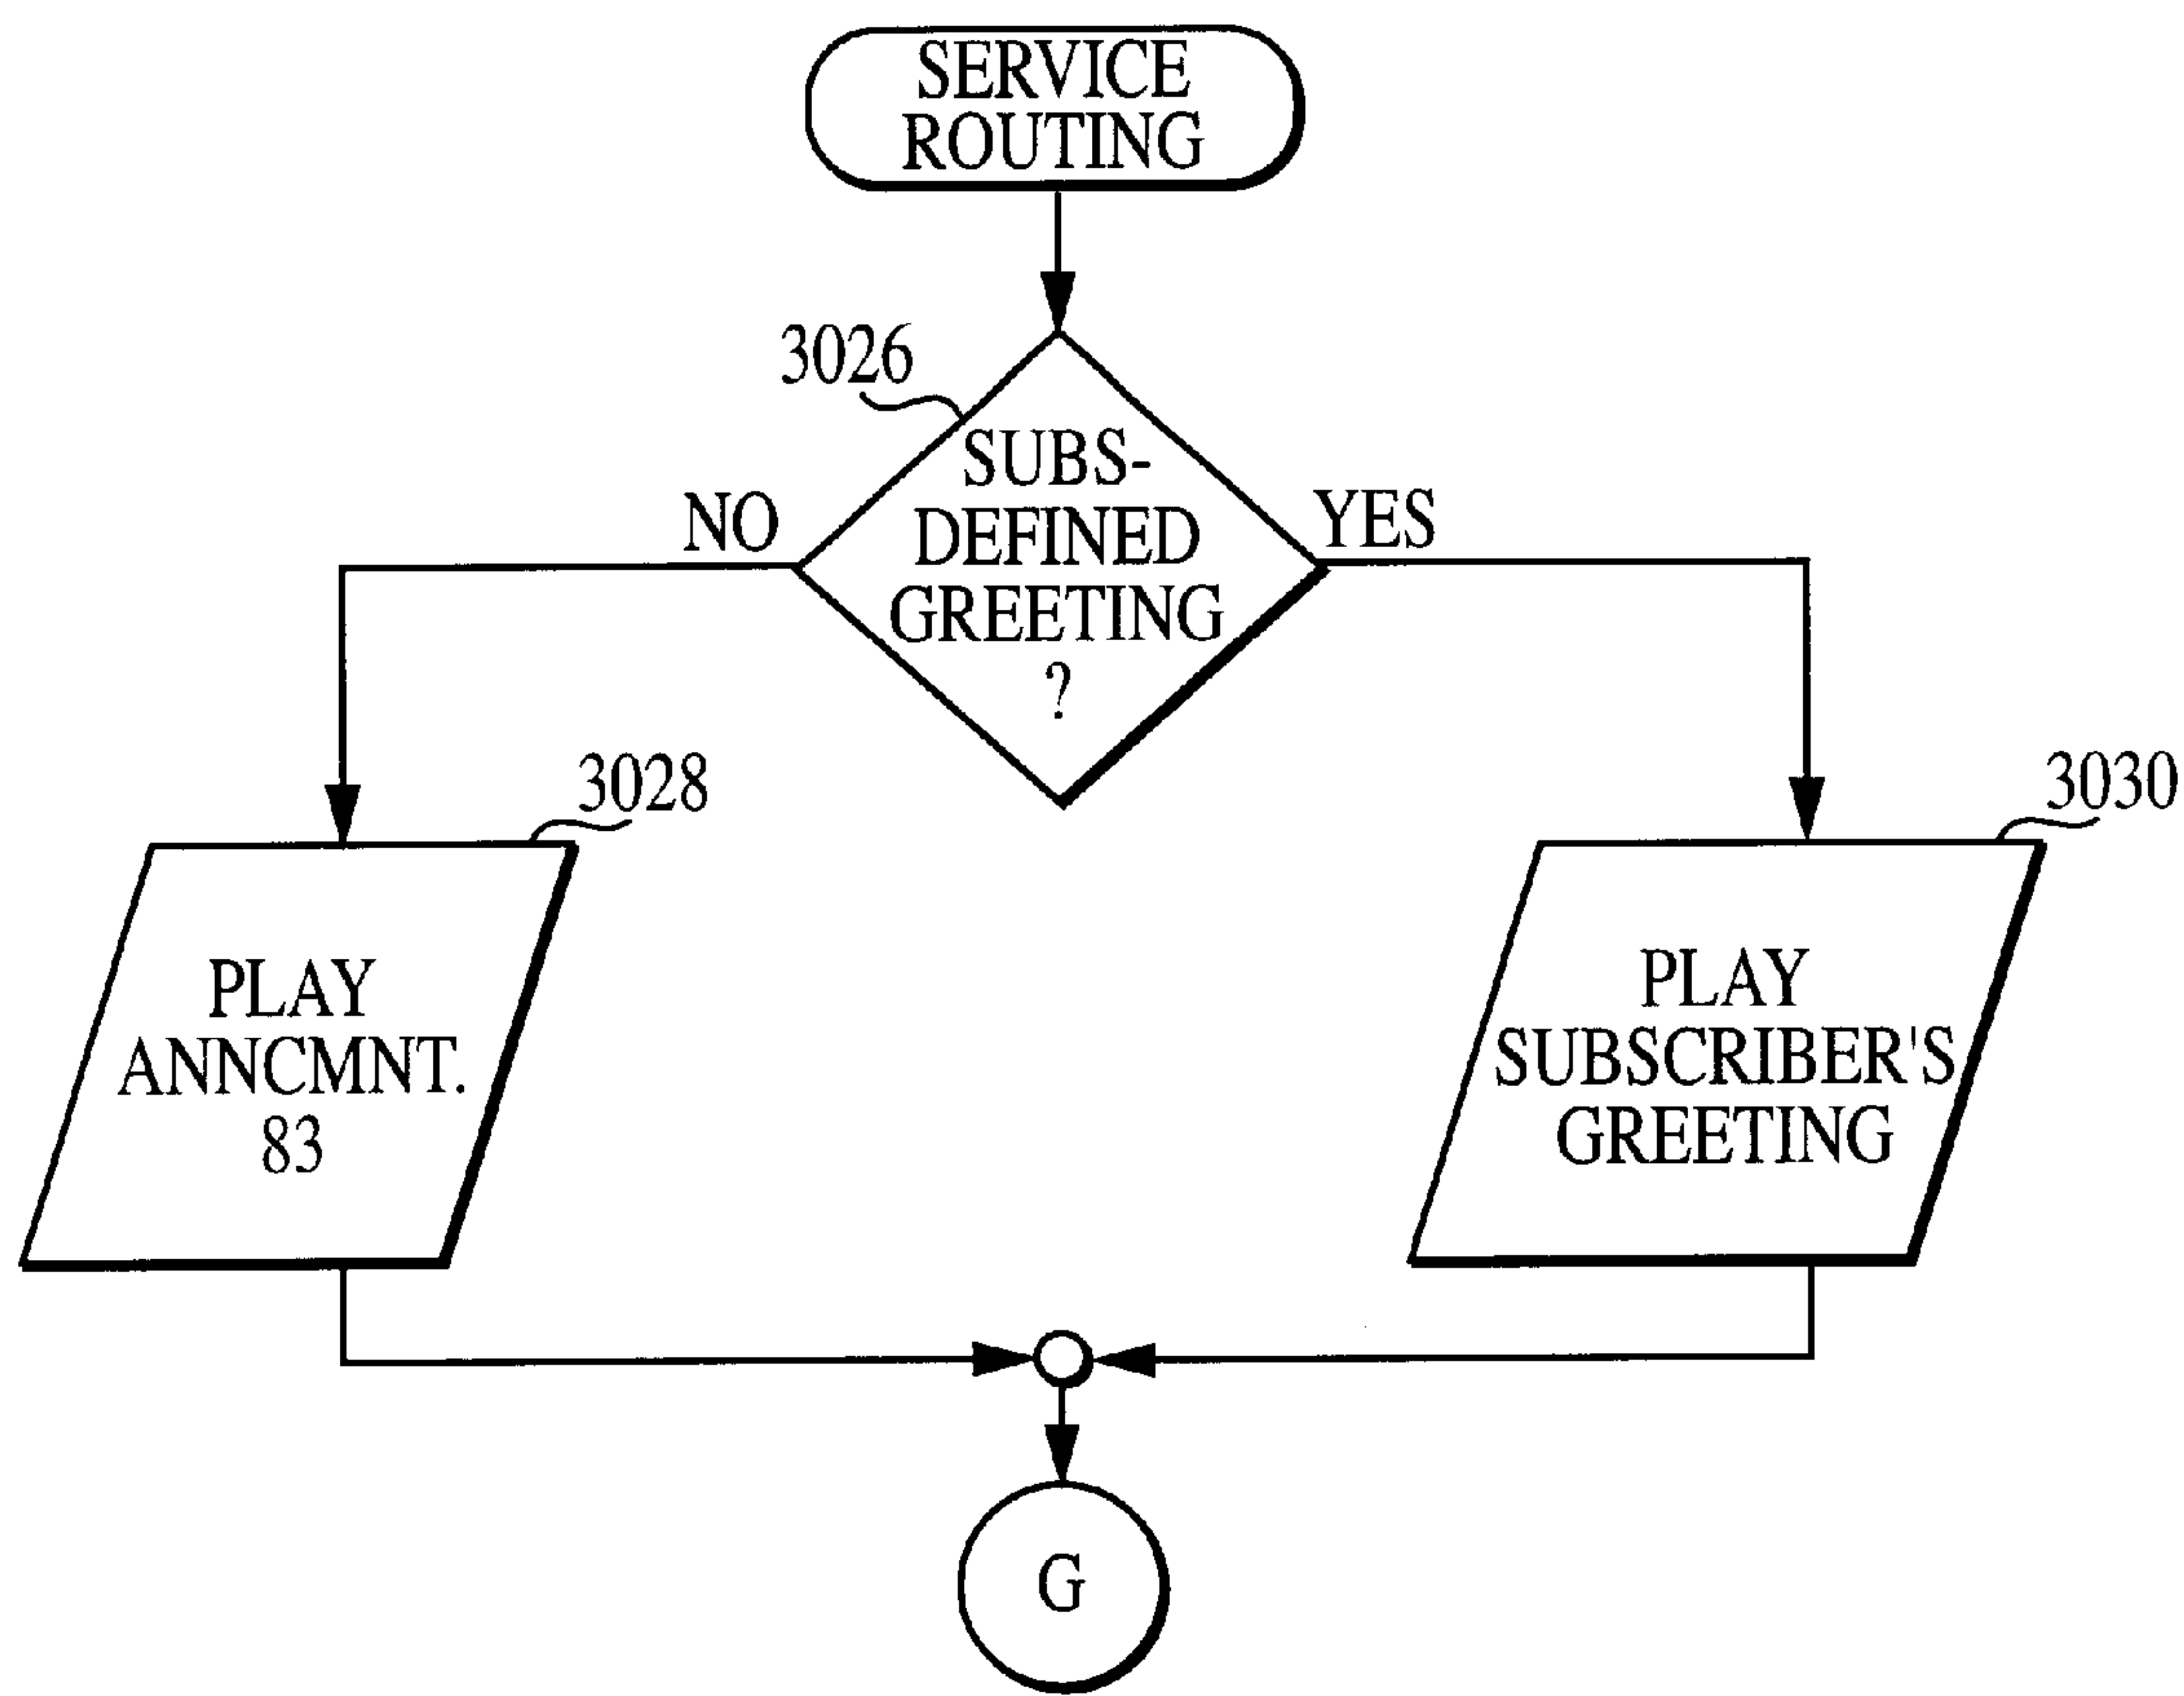 SERVICE
ROUTING
3026
SUBS-
DEFINED
GREETING
?
NO
YES
3028
PLAY
ANNCMNT.
83
3030
PLAY
SUBSCRIBER'S
GREETING
G